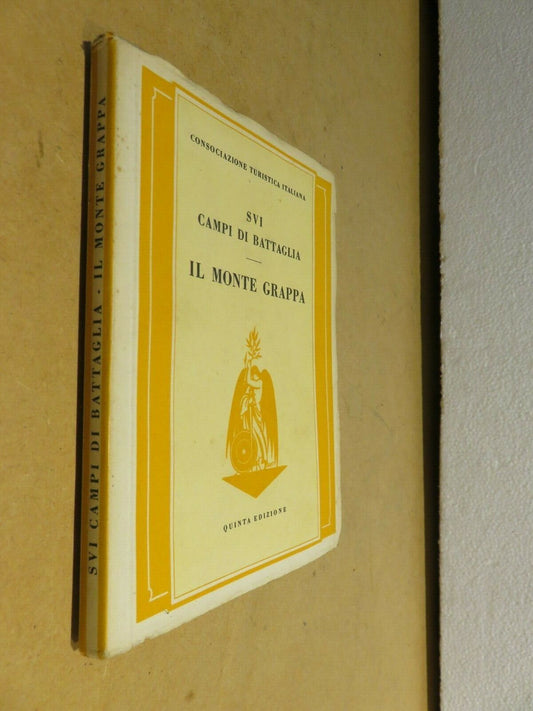 CONSOCIAZIONE TURISTICA ITALIANA
SVI
CAMPI DI BATTAGLIA
IL MONTE GRAPPA
QUINTA EDIZIONE
SVI CAMPI DI BATTAGLIA - IL MONTE GRAPPA